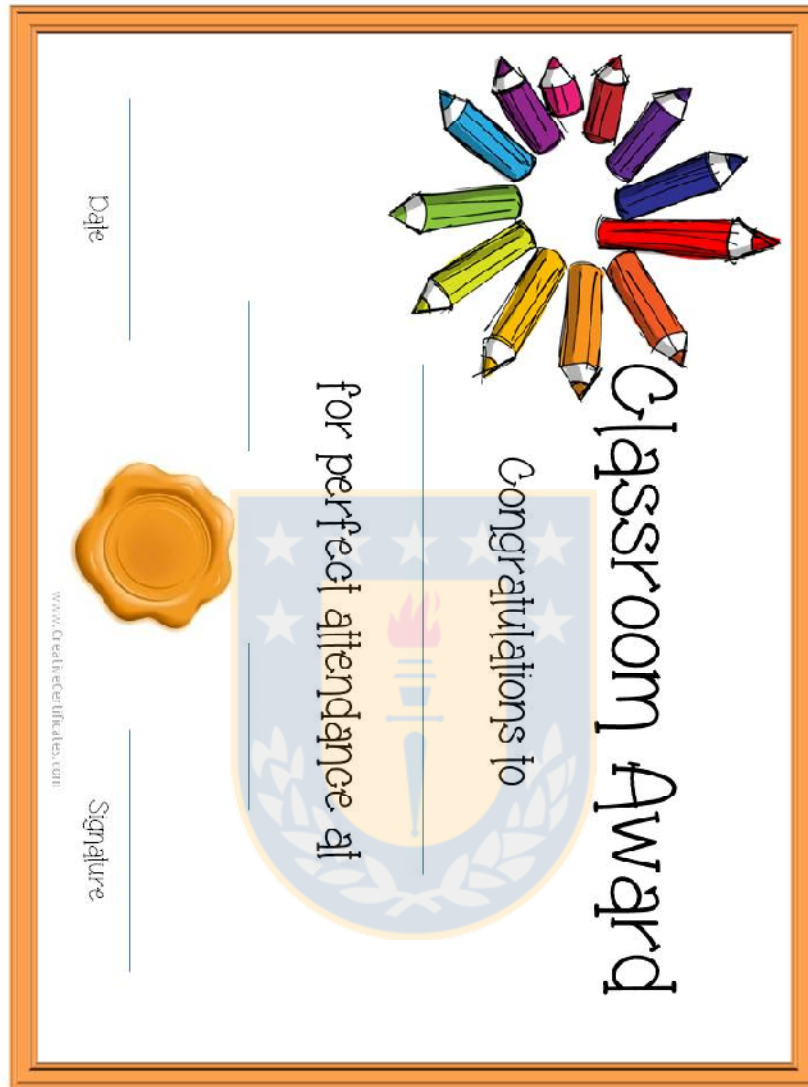 Classroom Award
Congratulations to
for perfect attendance at
Date
Signature
www.CreativeCertificates.com